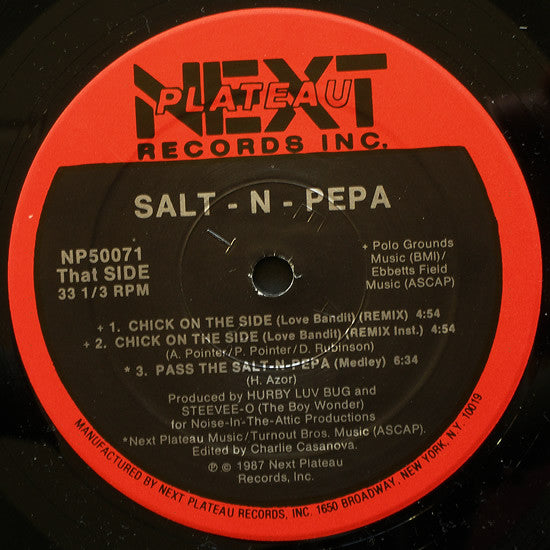 NEXT
PLATEAU
RECORDS INC.
SALT - N - PEPA
NP50071
That SIDE
33 1/3 RPM
+ Polo Grounds
Music (BMI)/
Ebbetts Field
Music (ASCAP)
+ 1. CHICK ON THE SIDE (Love Bandit) (REMIX) 4:54
+ 2. CHICK ON THE SIDE (Love Bandit) (REMIX Inst.) 4:54
(A. Pointer/P. Pointer/D. Rubinson)
* 3. PASS THE SALT-N-PEPA (Medley) 6:34
(H. Azor)
Produced by HURBY LUV BUG and
STEEVEE-O (The Boy Wonder)
for Noise-In-The-Attic Productions
*Next Plateau Music/Turnout Bros. Music (ASCAP).
Edited by Charlie Casanova.
℗ © 1987 Next Plateau
Records, Inc.
MANUFACTURED BY NEXT PLATEAU RECORDS, INC. 1650 BROADWAY, NEW YORK, N.Y. 10019